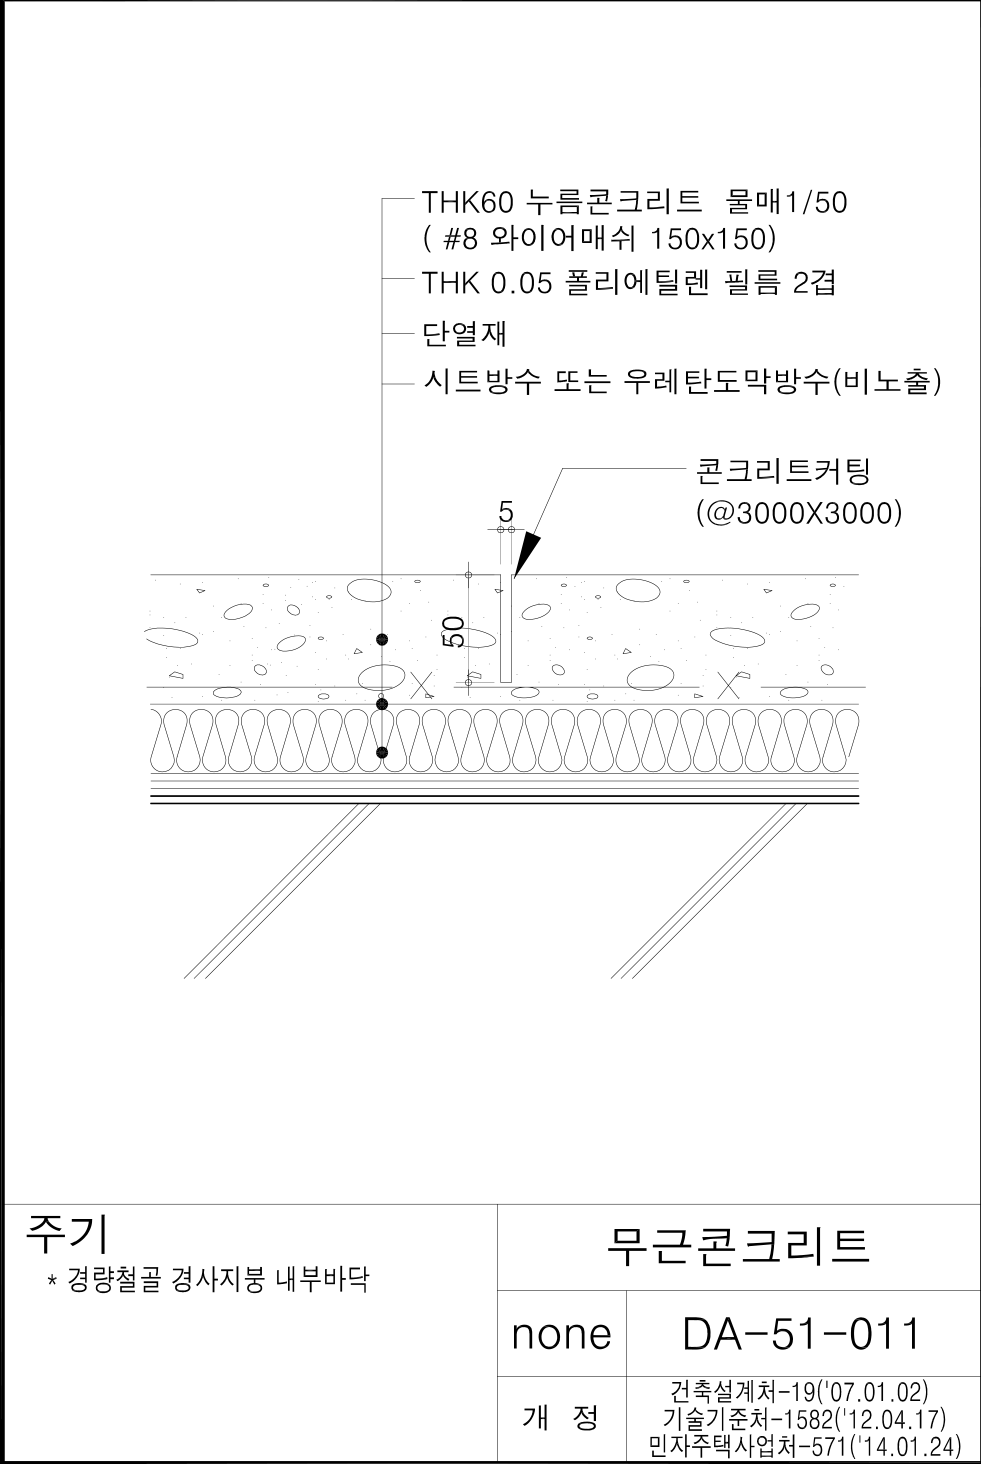 THK60 누름콘크리트 물매1/50
( #8 와이어매쉬 150x150)
THK 0.05 폴리에틸렌 필름 2겹
단열재
시트방수 또는 우레탄도막방수(비노출)
콘크리트커팅
(@3000X3000)
5
50
주기
* 경량철골 경사지붕 내부바닥
무근콘크리트
none
DA-51-011
개 정
건축설계처-19('07.01.02)
기술기준처-1582('12.04.17)
민자주택사업처-571('14.01.24)